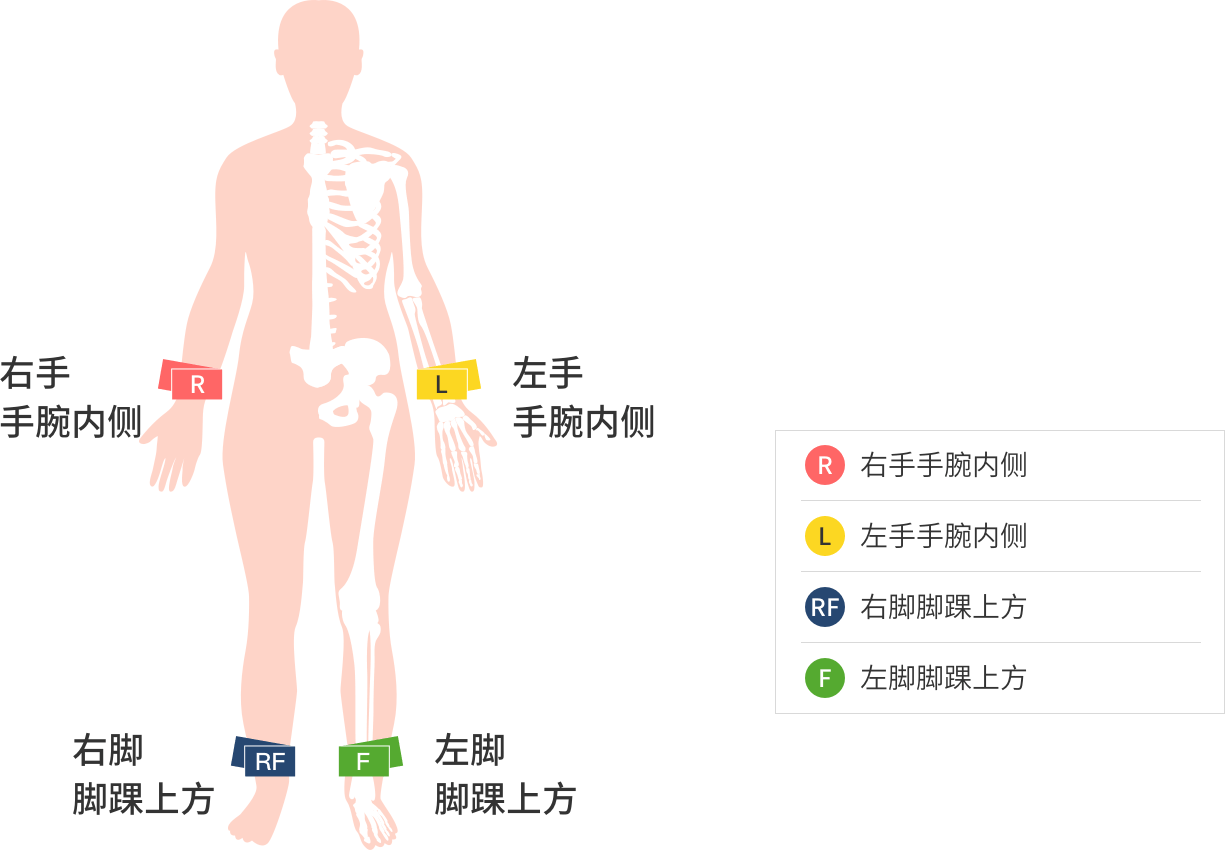 右手
手腕内侧
R
L
左手
手腕内侧
右脚
脚踝上方
RF
F
左脚
脚踝上方
R 右手手腕内侧
L 左手手腕内侧
RF 右脚脚踝上方
F 左脚脚踝上方